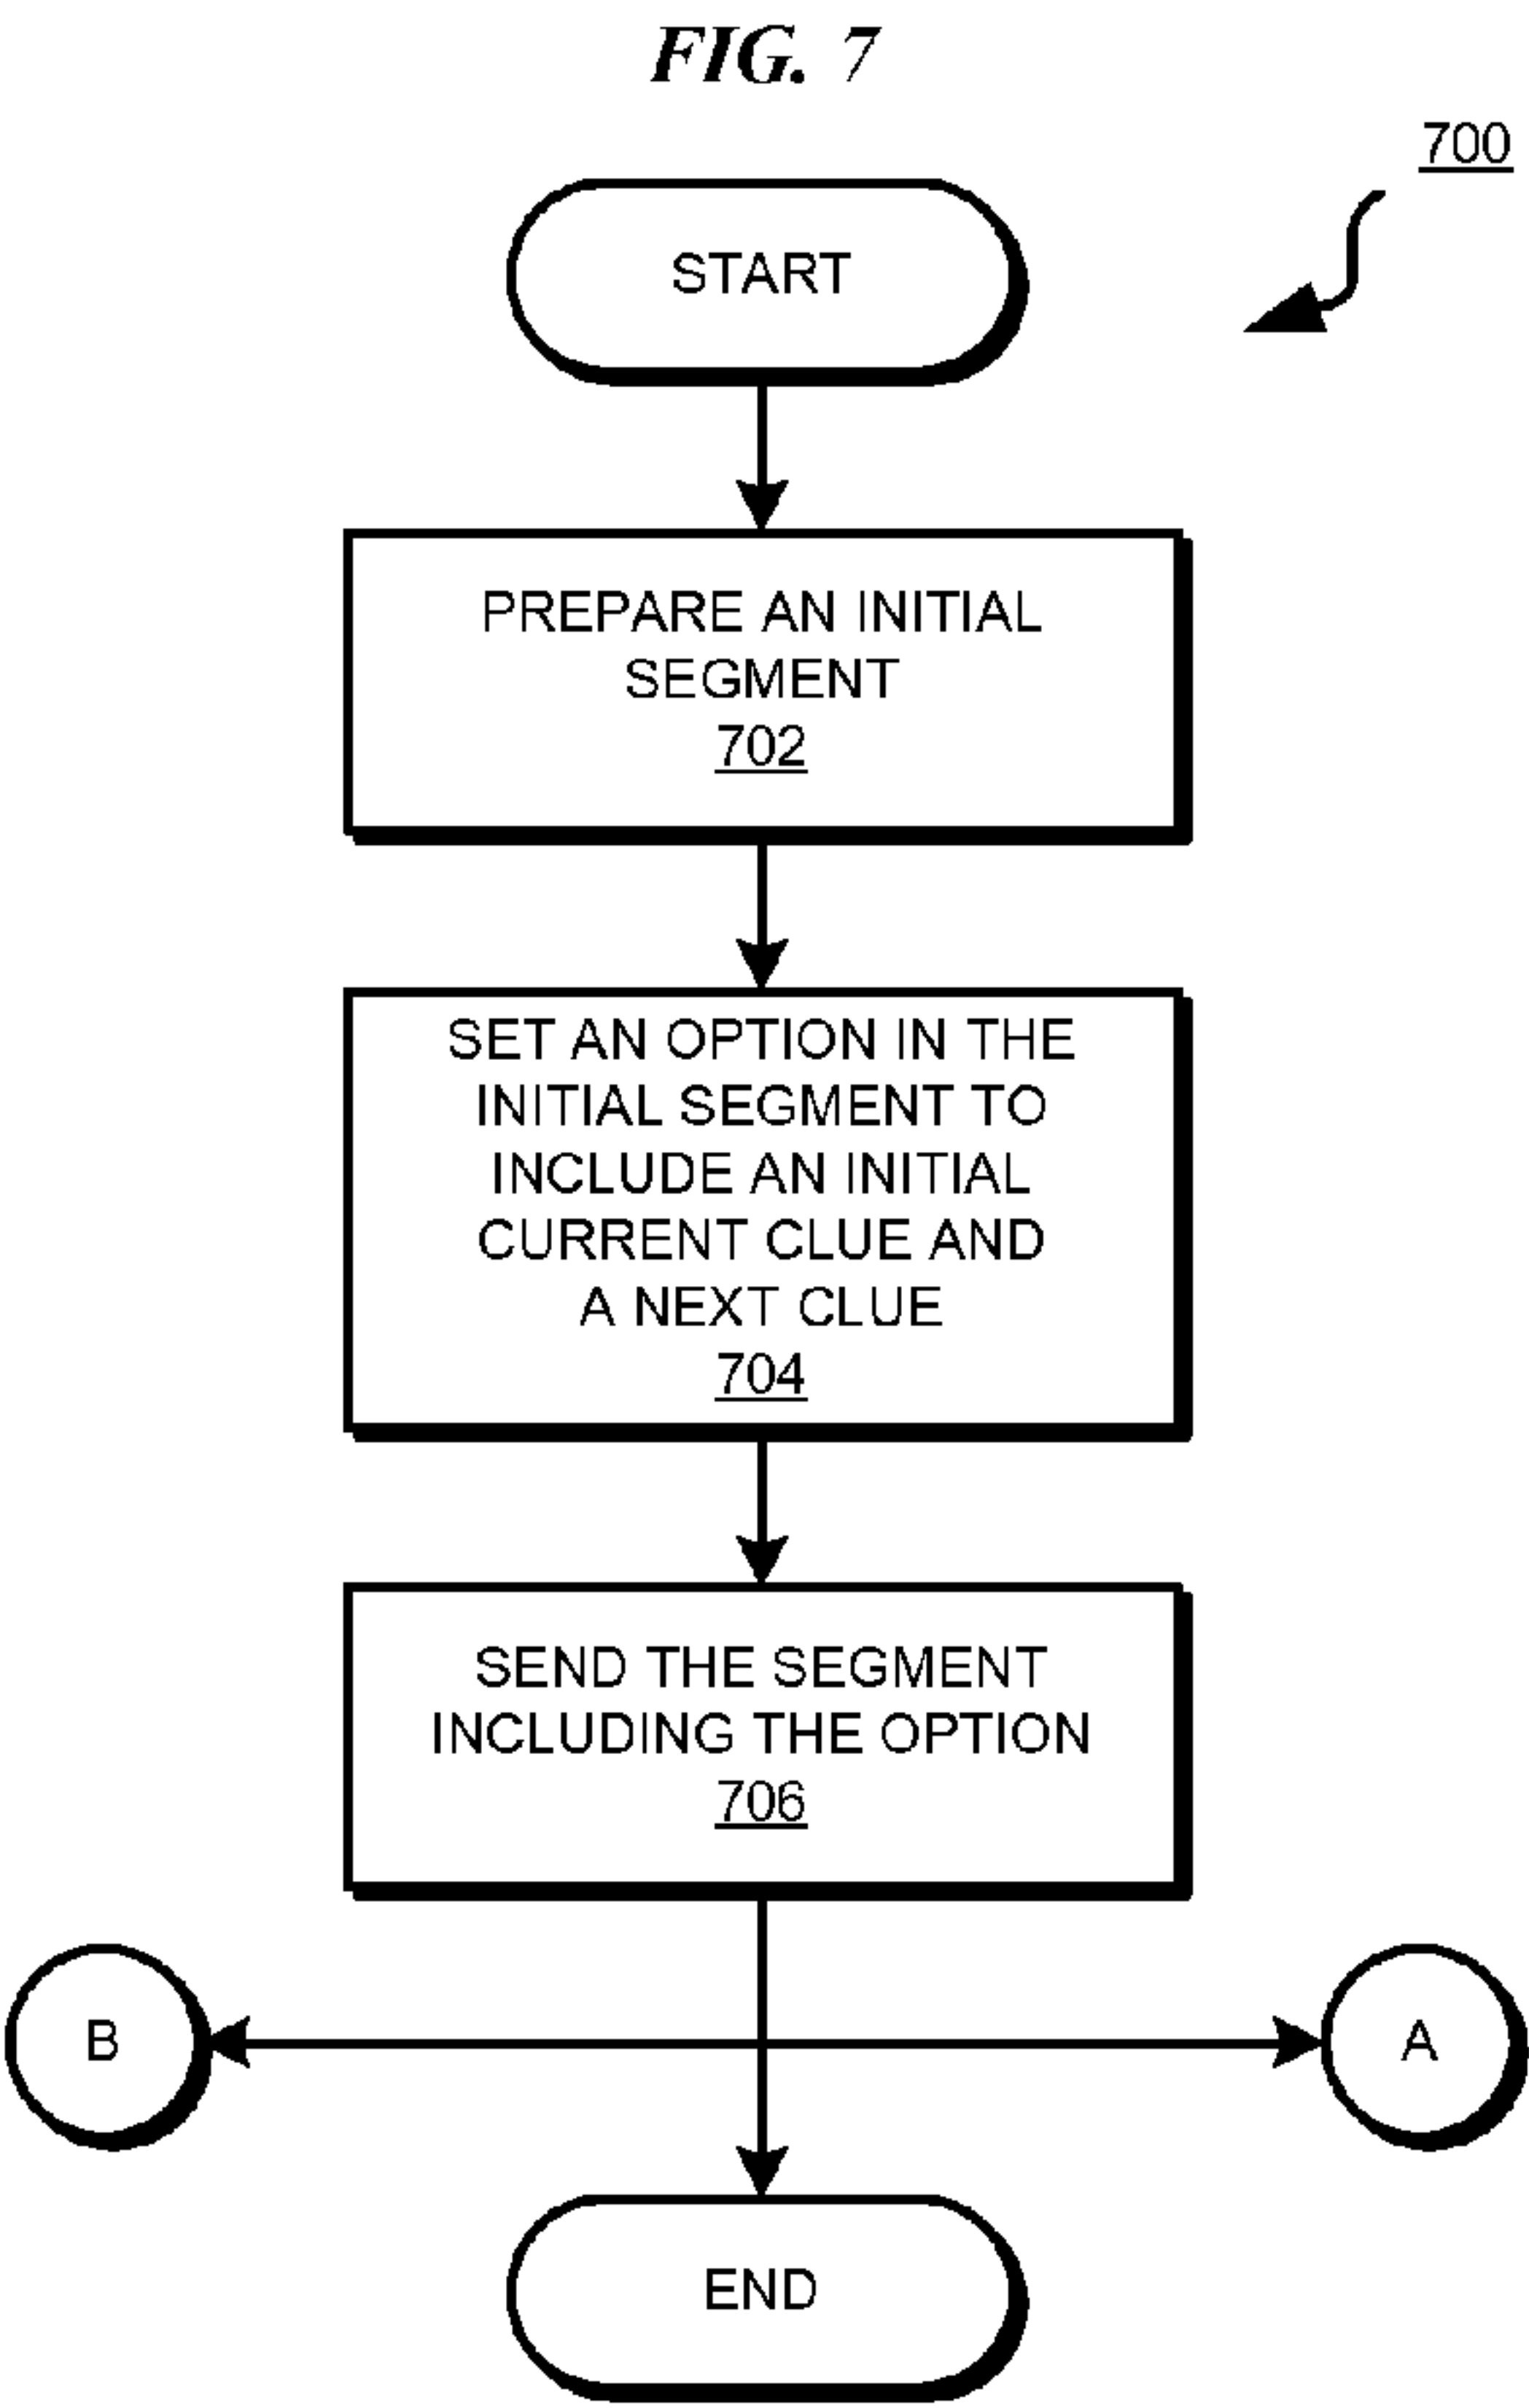 FIG. 7
700
START
PREPARE AN INITIAL
SEGMENT
702
SET AN OPTION IN THE
INITIAL SEGMENT TO
INCLUDE AN INITIAL
CURRENT CLUE AND
A NEXT CLUE
704
SEND THE SEGMENT
INCLUDING THE OPTION
706
B
A
END